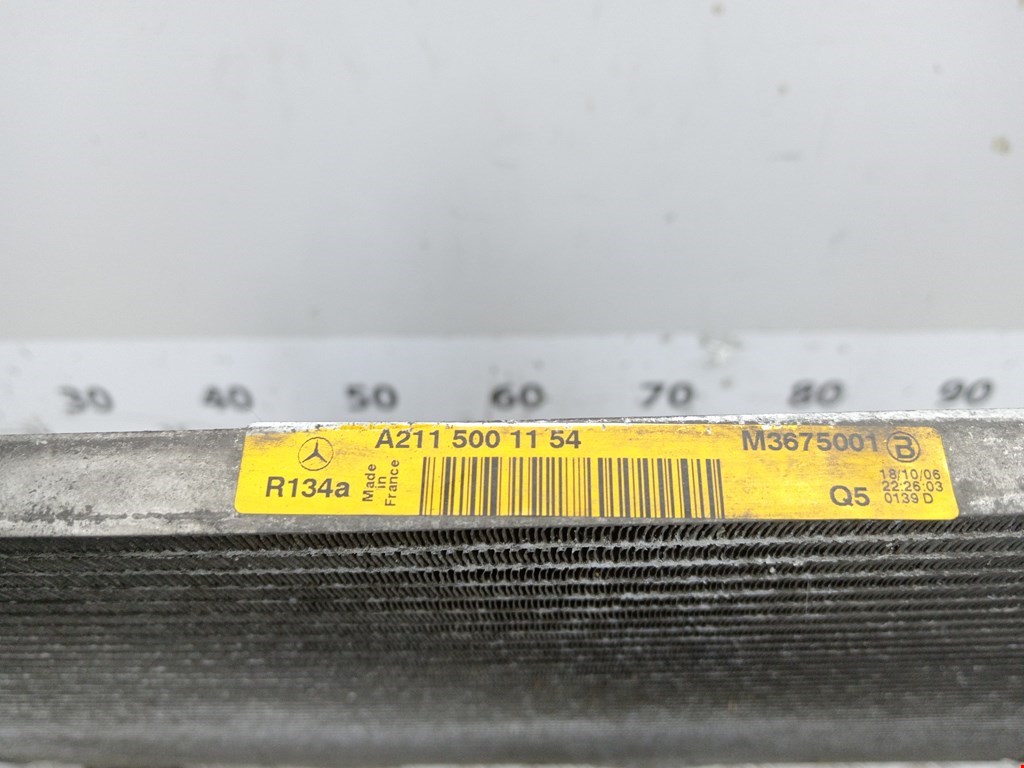 30 40 50 60 70 80 90
A211 500 11 54
M3675001 B
R134a
Made
in
France
Q5
18/10/06
22:26:03
0139 D